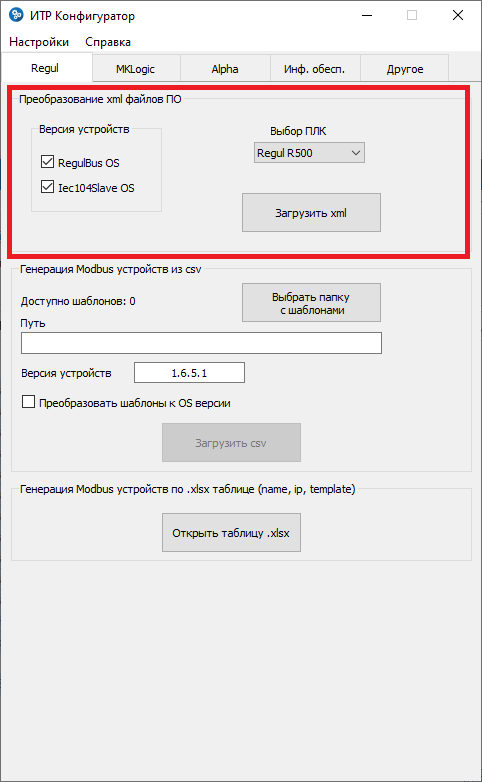 ИТР Конфигуратор
Настройки Справка
Regul MKLogic Alpha Инф. обесп. Другое
Преобразование xml файлов ПО
Версия устройств
RegulBus OS
Iec104Slave OS
Выбор ПЛК
Regul R500
Загрузить xml
Генерация Modbus устройств из csv
Доступно шаблонов: 0
Выбрать папку
с шаблонами
Путь
Версия устройств 1.6.5.1
Преобразовать шаблоны к OS версии
Загрузить csv
Генерация Modbus устройств по .xlsx таблице (name, ip, template)
Открыть таблицу .xlsx